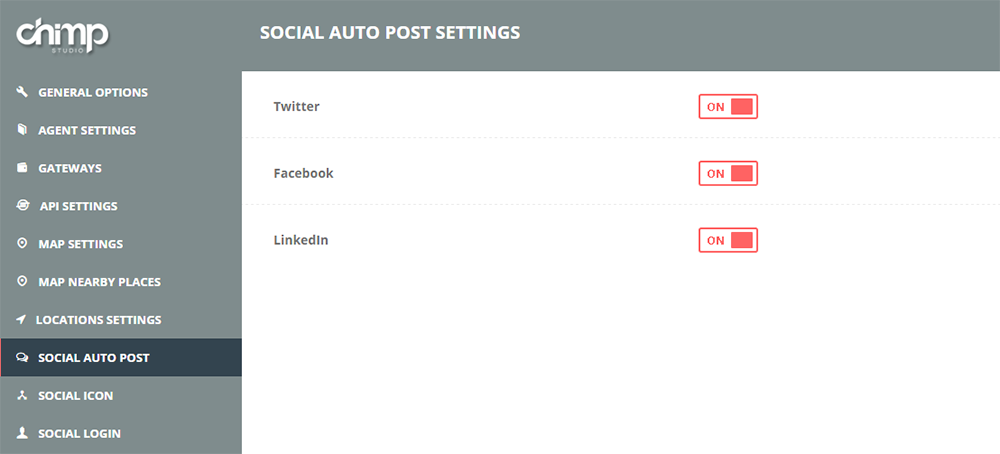 chimp
STUDIO
SOCIAL AUTO POST SETTINGS
GENERAL OPTIONS
AGENT SETTINGS
GATEWAYS
API SETTINGS
MAP SETTINGS
MAP NEARBY PLACES
LOCATIONS SETTINGS
SOCIAL AUTO POST
SOCIAL ICON
SOCIAL LOGIN
Twitter ON
Facebook ON
LinkedIn ON